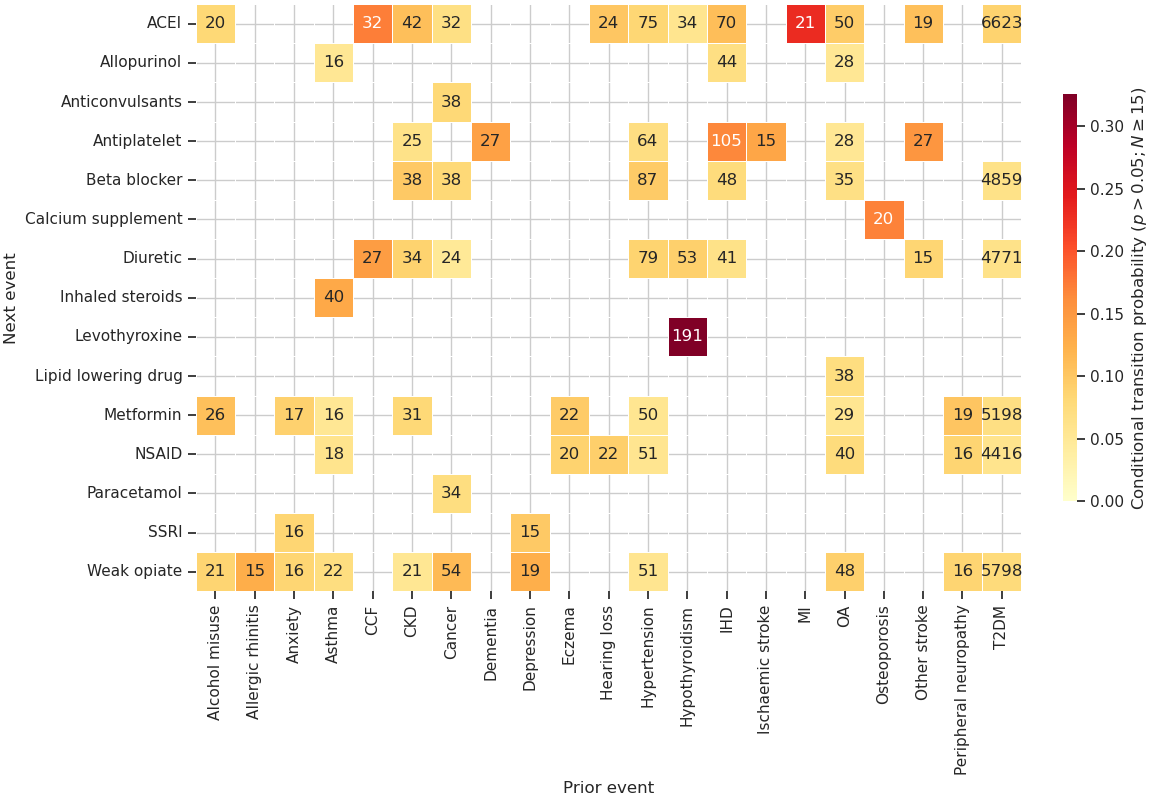 ACEI 20 32 42 32 24 75 34 70 21 50 19 6623
Allopurinol 16 44 28
Anticonvulsants 38
Antiplatelet 25 27 64 105 15 28 27
Beta blocker 38 38 87 48 35 4859
Calcium supplement 20
Diuretic 27 34 24 79 53 41 15 4771
Inhaled steroids 40
Levothyroxine 191
Lipid lowering drug 38
Metformin 26 17 16 31 22 50 29 19 5198
NSAID 18 20 22 51 40 16 4416
Paracetamol 34
SSRI 16 15
Weak opiate 21 15 16 22 21 54 19 51 48 16 5798
Next event
Alcohol misuse
Allergic rhinitis
Anxiety
Asthma
CCF
CKD
Cancer
Dementia
Depression
Eczema
Hearing loss
Hypertension
Hypothyroidism
IHD
Ischaemic stroke
MI
OA
Osteoporosis
Other stroke
Peripheral neuropathy
T2DM
Prior event
0.30
0.25
0.20
0.15
0.10
0.05
0.00
Conditional transition probability (p > 0.05; N ≥ 15)